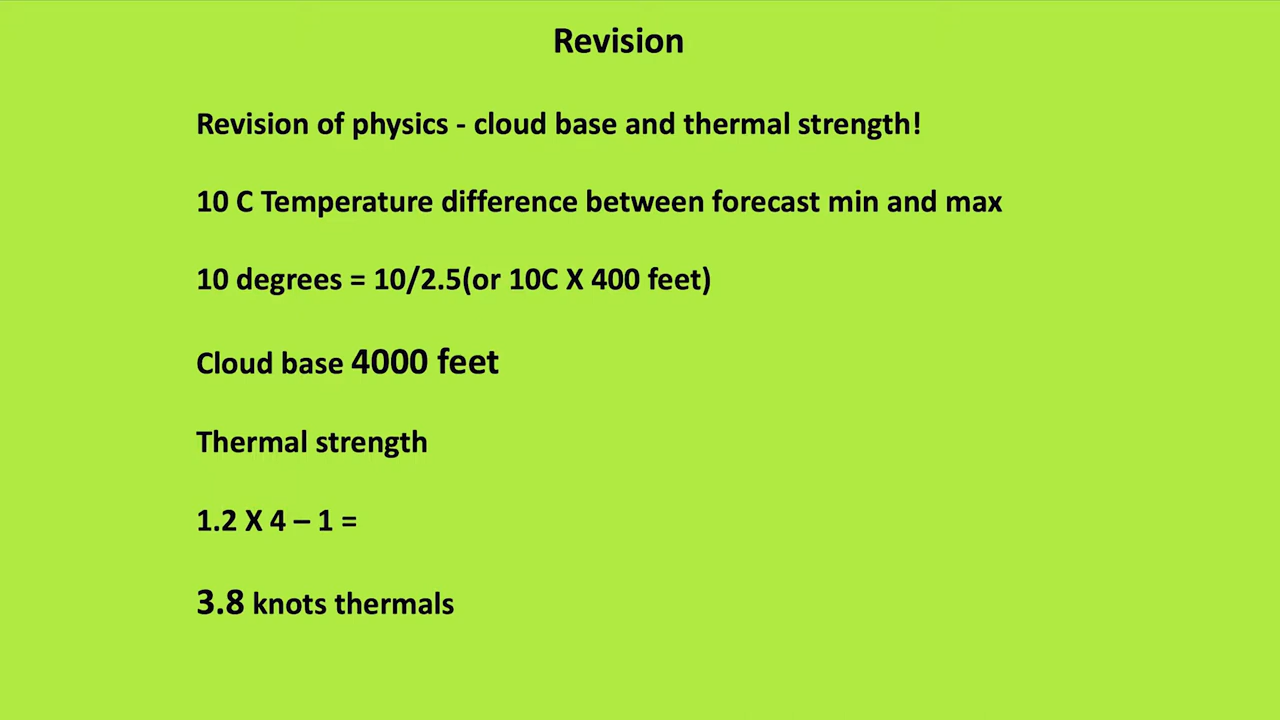 Revision
Revision of physics - cloud base and thermal strength!
10 C Temperature difference between forecast min and max
10 degrees = 10/2.5(or 10C X 400 feet)
Cloud base 4000 feet
Thermal strength
1.2 X 4 – 1 =
3.8 knots thermals